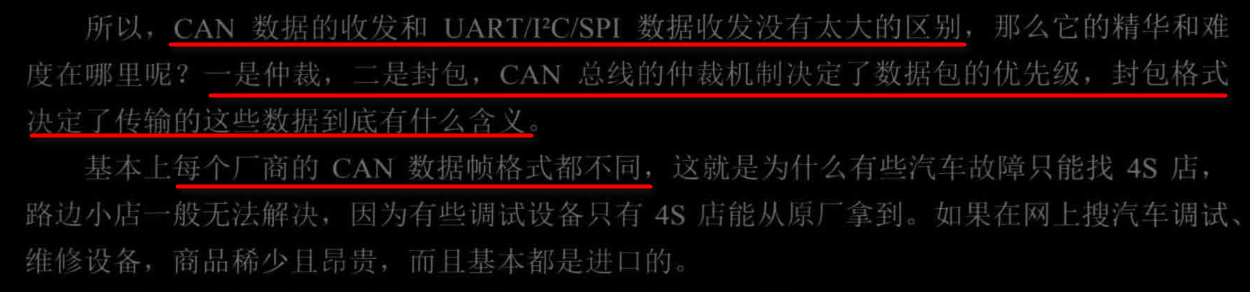 所以，CAN 数据的收发和 UART/I²C/SPI 数据收发没有太大的区别，那么它的精华和难
度在哪里呢？一是仲裁，二是封包，CAN 总线的仲裁机制决定了数据包的优先级，封包格式
决定了传输的这些数据到底有什么含义。
基本上每个厂商的 CAN 数据帧格式都不同，这就是为什么有些汽车故障只能找 4S 店，
路边小店一般无法解决，因为有些调试设备只有 4S 店能从原厂拿到。如果在网上搜汽车调试、
维修设备，商品稀少且昂贵，而且基本都是进口的。